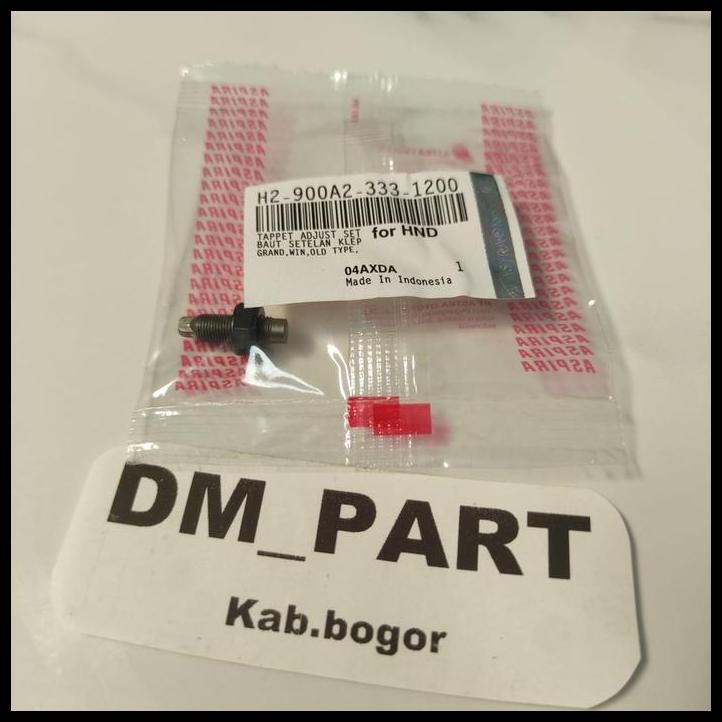 H2-900A2-333-1200
TAPPET ADJUST SET for HND
BAUT SETELAN KLEP
GRAND,WIN,OLD TYPE,
04AXDA 1
Made In Indonesia
ASPIRA
ASPIRA
DM_PART
Kab.bogor